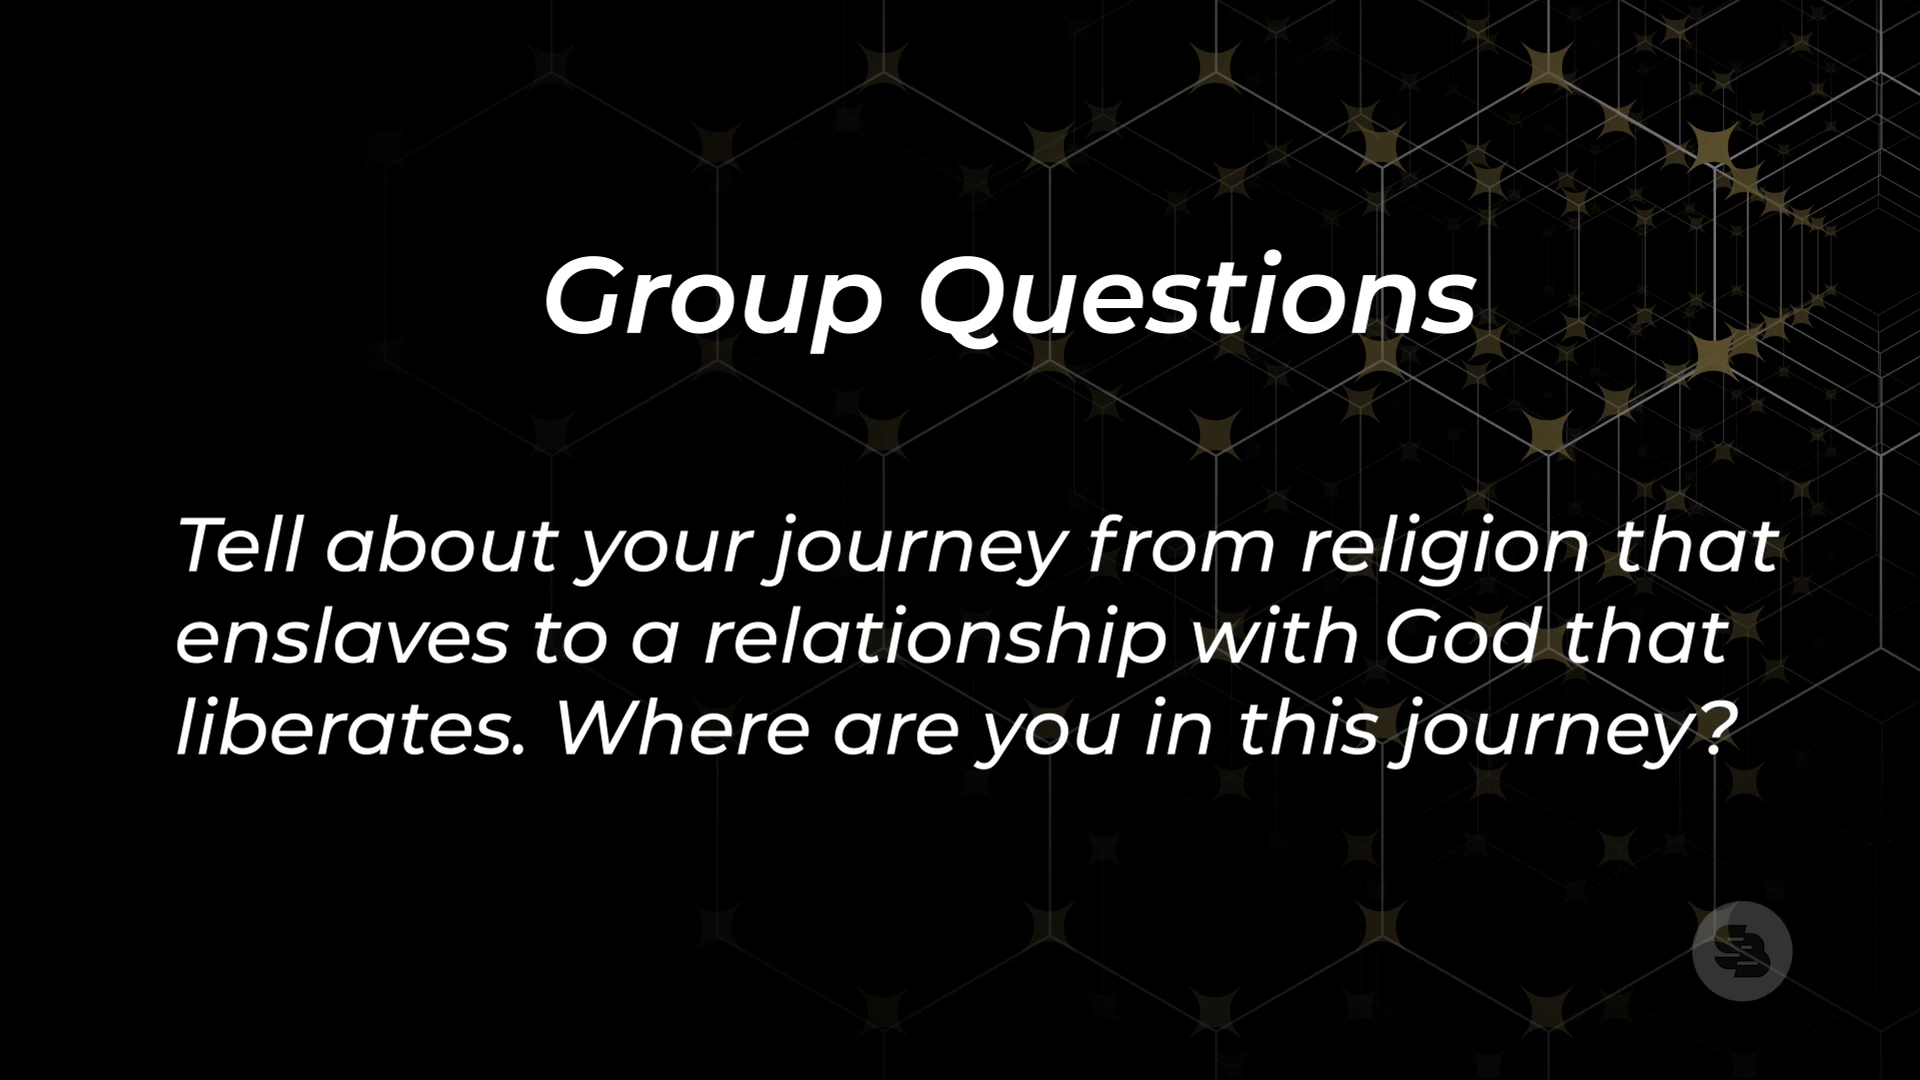 Group Questions
Tell about your journey from religion that
enslaves to a relationship with God that
liberates. Where are you in this journey?